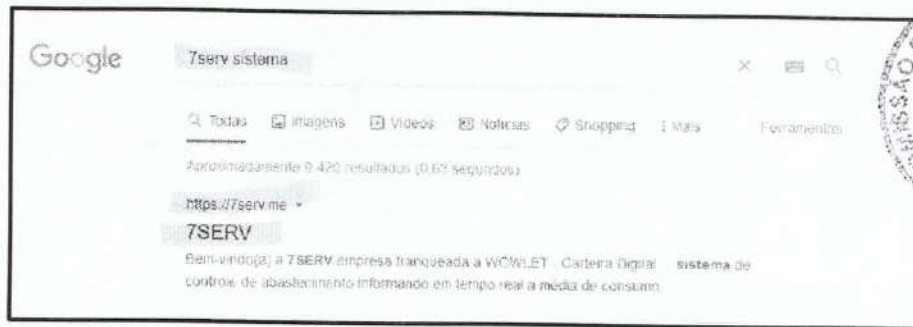 Google
7serv sistema
Todas Imagens Vídeos Notícias Shopping Mais Ferramentas
Aproximadamente 9.420 resultados (0,63 segundos)
https://7serv.me
7SERV
Bem-vindo(a) a 7SERV empresa franqueada a WOWLET Carteira Digital sistema de
controle de abastecimento informando em tempo real a média de consumo.